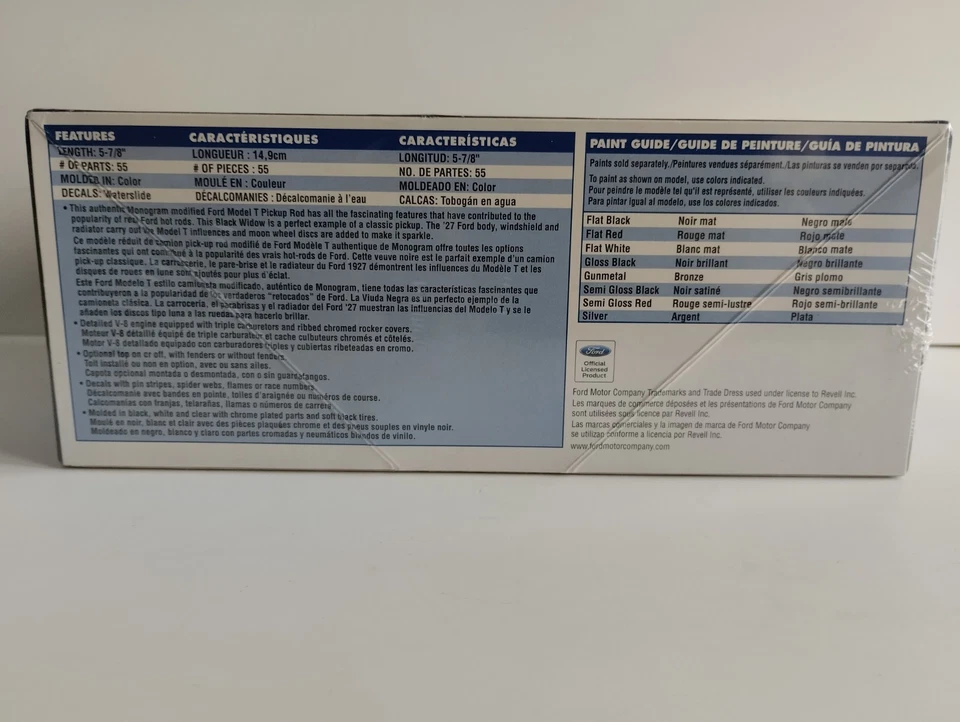 FEATURES CARACTÉRISTIQUES CARACTERÍSTICAS
LENGTH: 5-7/8" LONGUEUR : 14,9cm LONGITUD: 5-7/8"
# OF PARTS: 55 # OF PIECES : 55 NO. DE PARTES: 55
MOLDED IN: Color MOULÉ EN : Couleur MOLDEADO EN: Color
DECALS: Waterslide DÉCALCOMANIES : Décalcomanie à l'eau CALCAS: Tobogán en agua
• This authentic Monogram modified Ford Model T Pickup Rod has all the fascinating features that have contributed to the
popularity of real Ford hot rods. This Black Widow is a perfect example of a classic pickup. The '27 Ford body, windshield and
radiator carry out the Model T influences and moon wheel discs are added to make it sparkle.
Ce modèle réduit de camion pick-up rod modifié de Ford Modèle T authentique de Monogram offre toutes les options
fascinantes qui ont contribué à la popularité des vrais hot-rods de Ford. Cette veuve noire est le parfait exemple d'un camion
pick-up classique. La carrosserie, le pare-brise et le radiateur du Ford 1927 démontrent les influences du Modèle T et les
disques de roues en lune sont ajoutés pour plus d'éclat.
Este Ford Modelo T estilo camioneta modificado, auténtico de Monogram, tiene todas las características fascinantes que
contribuyeron a la popularidad de los verdaderos "retocados" de Ford. La Viuda Negra es un perfecto ejemplo de la
camioneta clásica. La carrocería, el parabrisas y el radiador del Ford '27 muestran las influencias del Modelo T y se le
añaden los discos tipo luna a las ruedas para hacerlo brillar.
• Detailed V-8 engine equipped with triple carburetors and ribbed chromed rocker covers.
Moteur V-8 détaillé équipé de triple carburateur et cache culbuteurs chromés et côtelés.
Motor V-8 detallado equipado con carburadores triples y cubiertas ribeteadas en cromo.
• Optional top on or off, with fenders or without fenders.
Toit installé ou non en option, avec ou sans ailes.
Capota opcional montada o desmontada, con o sin guarafangos.
• Decals with pin stripes, spider webs, flames or race numbers.
Décalcomanie avec bandes en pointe, toiles d'araignée ou numéros de course.
Calcomanías con franjas, telarañas, llamas o números de carrera.
• Molded in black, white and clear with chrome plated parts and soft black tires.
Moulé en noir, blanc et clair avec des pièces plaquées chrome et des pneus souples en vinyle noir.
Moldeado en negro, blanco y claro con partes cromadas y neumáticos blandos de vinilo.
PAINT GUIDE/GUIDE DE PEINTURE/GUÍA DE PINTURA
Paints sold separately./Peintures vendues séparément./Las pinturas se venden por separado.
To paint as shown on model, use colors indicated.
Pour peindre le modèle tel qu'il est représenté, utiliser les couleurs indiquées.
Para pintar igual al modelo, use los colores indicados.
Flat Black Noir mat Negro mate
Flat Red Rouge mat Rojo mate
Flat White Blanc mat Blanco mate
Gloss Black Noir brillant Negro brillante
Gunmetal Bronze Gris plomo
Semi Gloss Black Noir satiné Negro semibrillante
Semi Gloss Red Rouge semi-lustre Rojo semi-brillante
Silver Argent Plata
Ford
Official
Licensed
Product
Ford Motor Company Trademarks and Trade Dress used under license to Revell Inc.
Les marques de commerce déposées et les présentations de Ford Motor Company
sont utilisées sous licence par Revell Inc.
Las marcas comerciales y la imagen de marca de Ford Motor Company
se utilizan conforme a licencia por Revell Inc.
www.fordmotorcompany.com